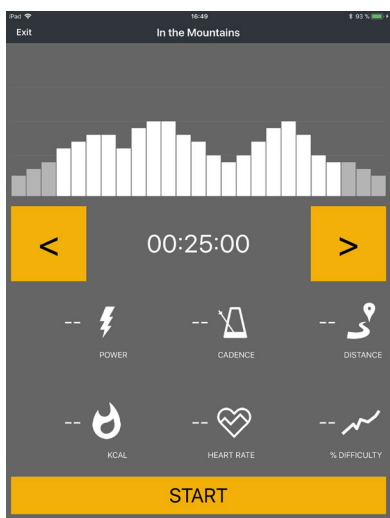 iPad 16:49 93 %
Exit In the Mountains
< 00:25:00 >
-- -- --
POWER CADENCE DISTANCE
-- -- --
KCAL HEART RATE % DIFFICULTY
START